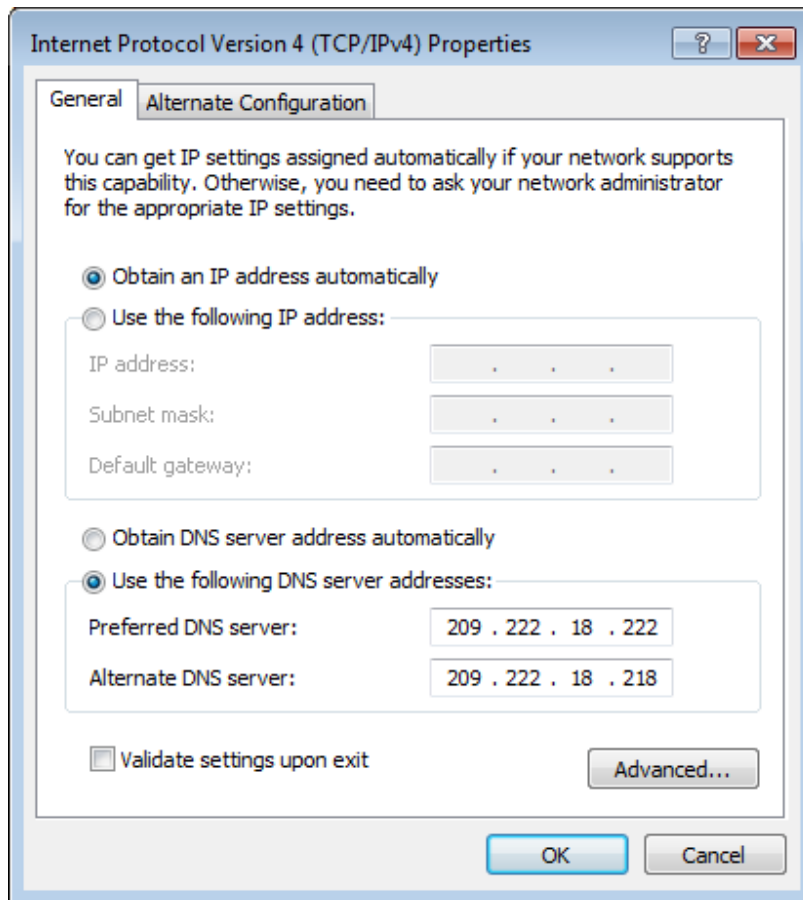 Internet Protocol Version 4 (TCP/IPv4) Properties
?
General
Alternate Configuration
You can get IP settings assigned automatically if your network supports
this capability. Otherwise, you need to ask your network administrator
for the appropriate IP settings.
Obtain an IP address automatically
Use the following IP address:
IP address: . . .
Subnet mask: . . .
Default gateway: . . .
Obtain DNS server address automatically
Use the following DNS server addresses:
Preferred DNS server: 209 . 222 . 18 . 222
Alternate DNS server: 209 . 222 . 18 . 218
Validate settings upon exit
Advanced...
OK
Cancel